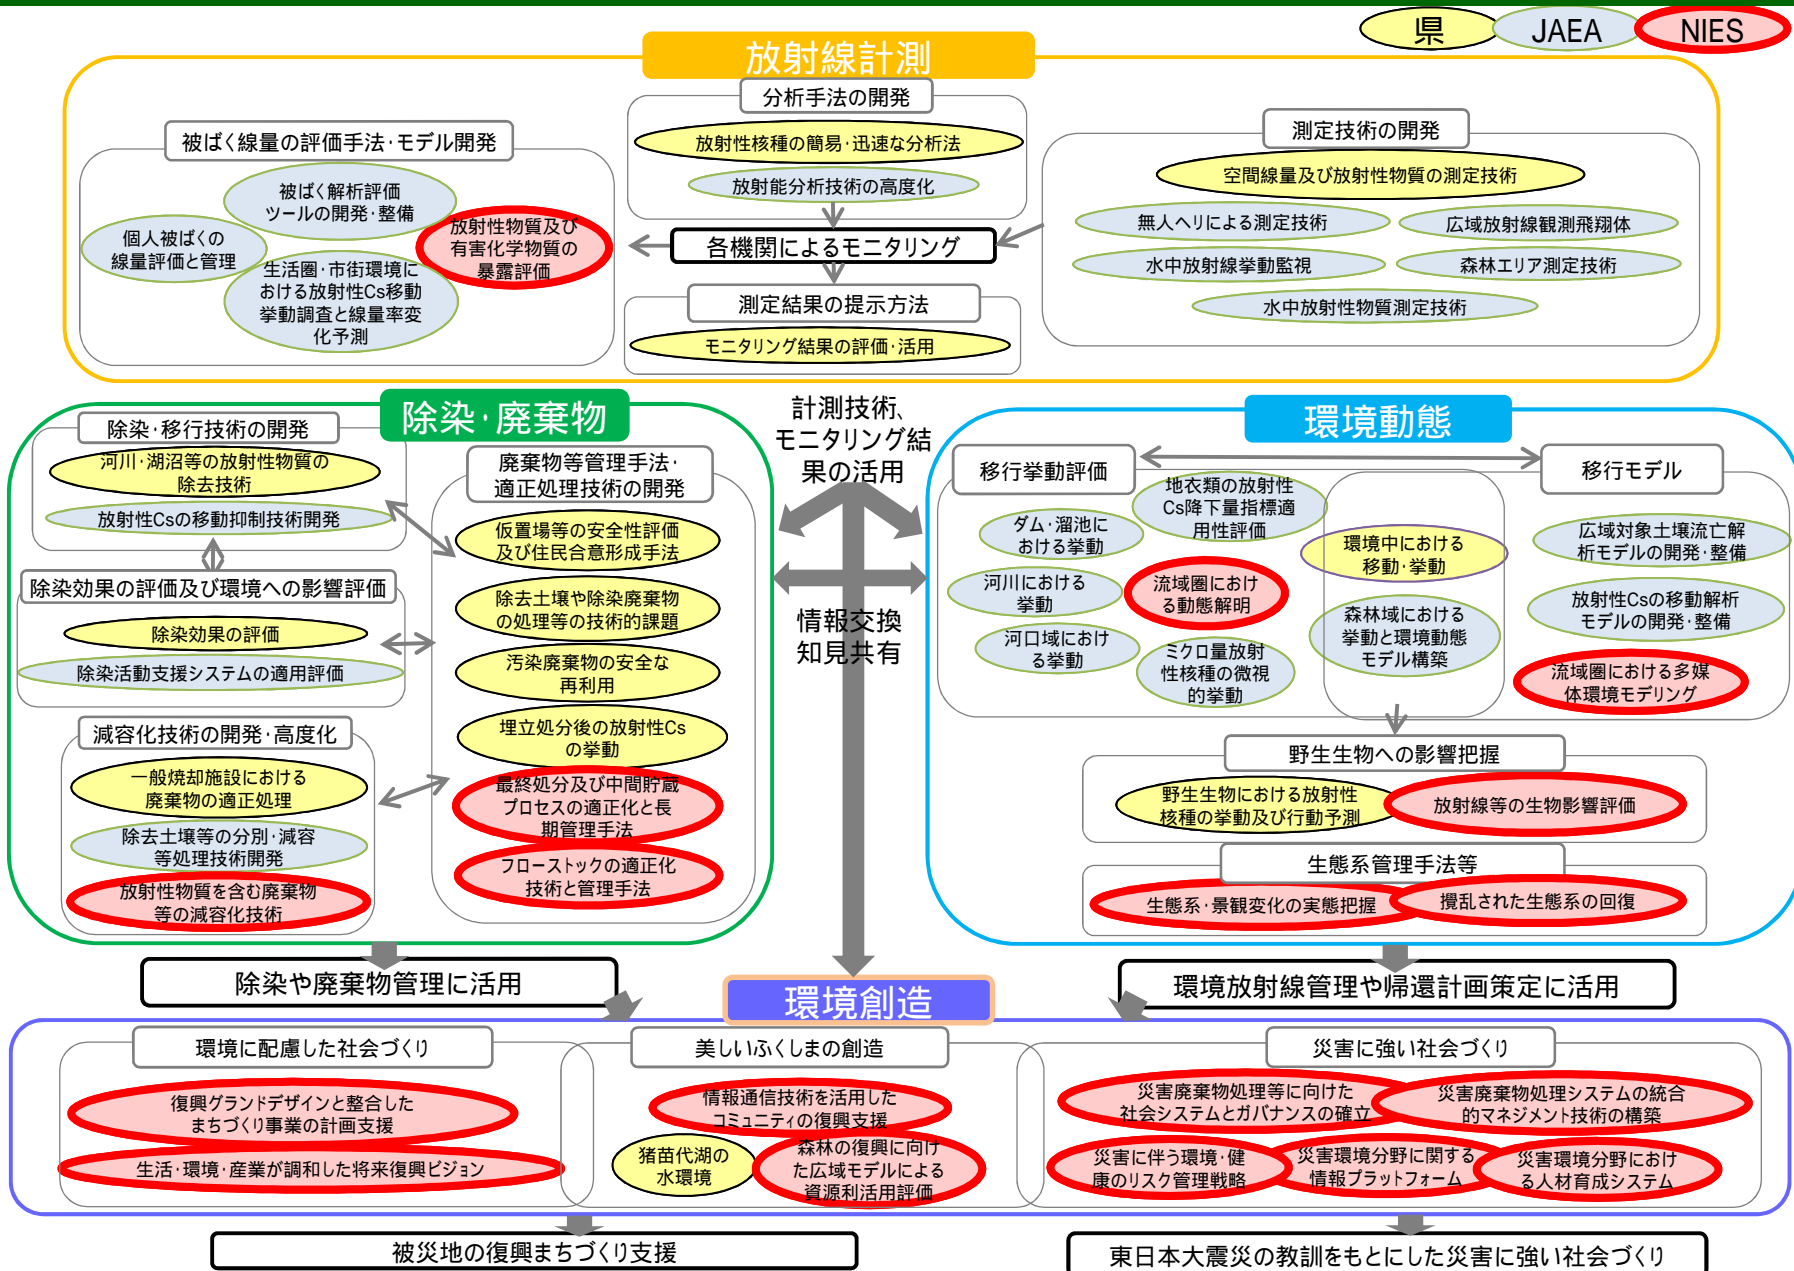 県
JAEA
NIES
放射線計測
分析手法の開発
放射性核種の簡易・迅速な分析法
放射能分析技術の高度化
被ばく線量の評価手法・モデル開発
被ばく解析評価
ツールの開発・整備
個人被ばくの
線量評価と管理
放射性物質及び
有害化学物質の
暴露評価
生活圏・市街環境に
おける放射性Cs移動
挙動調査と線量率変
化予測
測定技術の開発
空間線量及び放射性物質の測定技術
無人ヘリによる測定技術
広域放射線観測飛翔体
水中放射線挙動監視
森林エリア測定技術
水中放射性物質測定技術
各機関によるモニタリング
測定結果の提示方法
モニタリング結果の評価・活用
除染・廃棄物
除染・移行技術の開発
河川・湖沼等の放射性物質の
除去技術
放射性Csの移動抑制技術開発
除染効果の評価及び環境への影響評価
除染効果の評価
除染活動支援システムの適用評価
減容化技術の開発・高度化
一般焼却施設における
廃棄物の適正処理
除去土壌等の分別・減容
等処理技術開発
放射性物質を含む廃棄物
等の減容化技術
廃棄物等管理手法・
適正処理技術の開発
仮置場等の安全性評価
及び住民合意形成手法
除去土壌や除染廃棄物
の処理等の技術的課題
汚染廃棄物の安全な
再利用
埋立処分後の放射性Cs
の挙動
最終処分及び中間貯蔵
プロセスの適正化と長
期管理手法
フローストックの適正化
技術と管理手法
計測技術、
モニタリング結
果の活用
情報交換
知見共有
環境動態
移行挙動評価
移行モデル
地衣類の放射性
Cs降下量指標適
用性評価
ダム・溜池に
おける挙動
河川における
挙動
流域圏におけ
る動態解明
河口域におけ
る挙動
ミクロ量放射
性核種の微視
的挙動
環境中における
移動・挙動
森林域における
挙動と環境動態
モデル構築
広域対象土壌流亡解
析モデルの開発・整備
放射性Csの移動解析
モデルの開発・整備
流域圏における多媒
体環境モデリング
野生生物への影響把握
野生生物における放射性
核種の挙動及び行動予測
放射線等の生物影響評価
生態系管理手法等
生態系・景観変化の実態把握
攪乱された生態系の回復
除染や廃棄物管理に活用
環境放射線管理や帰還計画策定に活用
環境創造
環境に配慮した社会づくり
復興グランドデザインと整合した
まちづくり事業の計画支援
生活・環境・産業が調和した将来復興ビジョン
美しいふくしまの創造
情報通信技術を活用した
コミュニティの復興支援
猪苗代湖の
水環境
森林の復興に向け
た広域モデルによる
資源利活用評価
災害に強い社会づくり
災害廃棄物処理等に向けた
社会システムとガバナンスの確立
災害廃棄物処理システムの統合
的マネジメント技術の構築
災害に伴う環境・健
康のリスク管理戦略
災害環境分野に関する
情報プラットフォーム
災害環境分野におけ
る人材育成システム
被災地の復興まちづくり支援
東日本大震災の教訓をもとにした災害に強い社会づくり